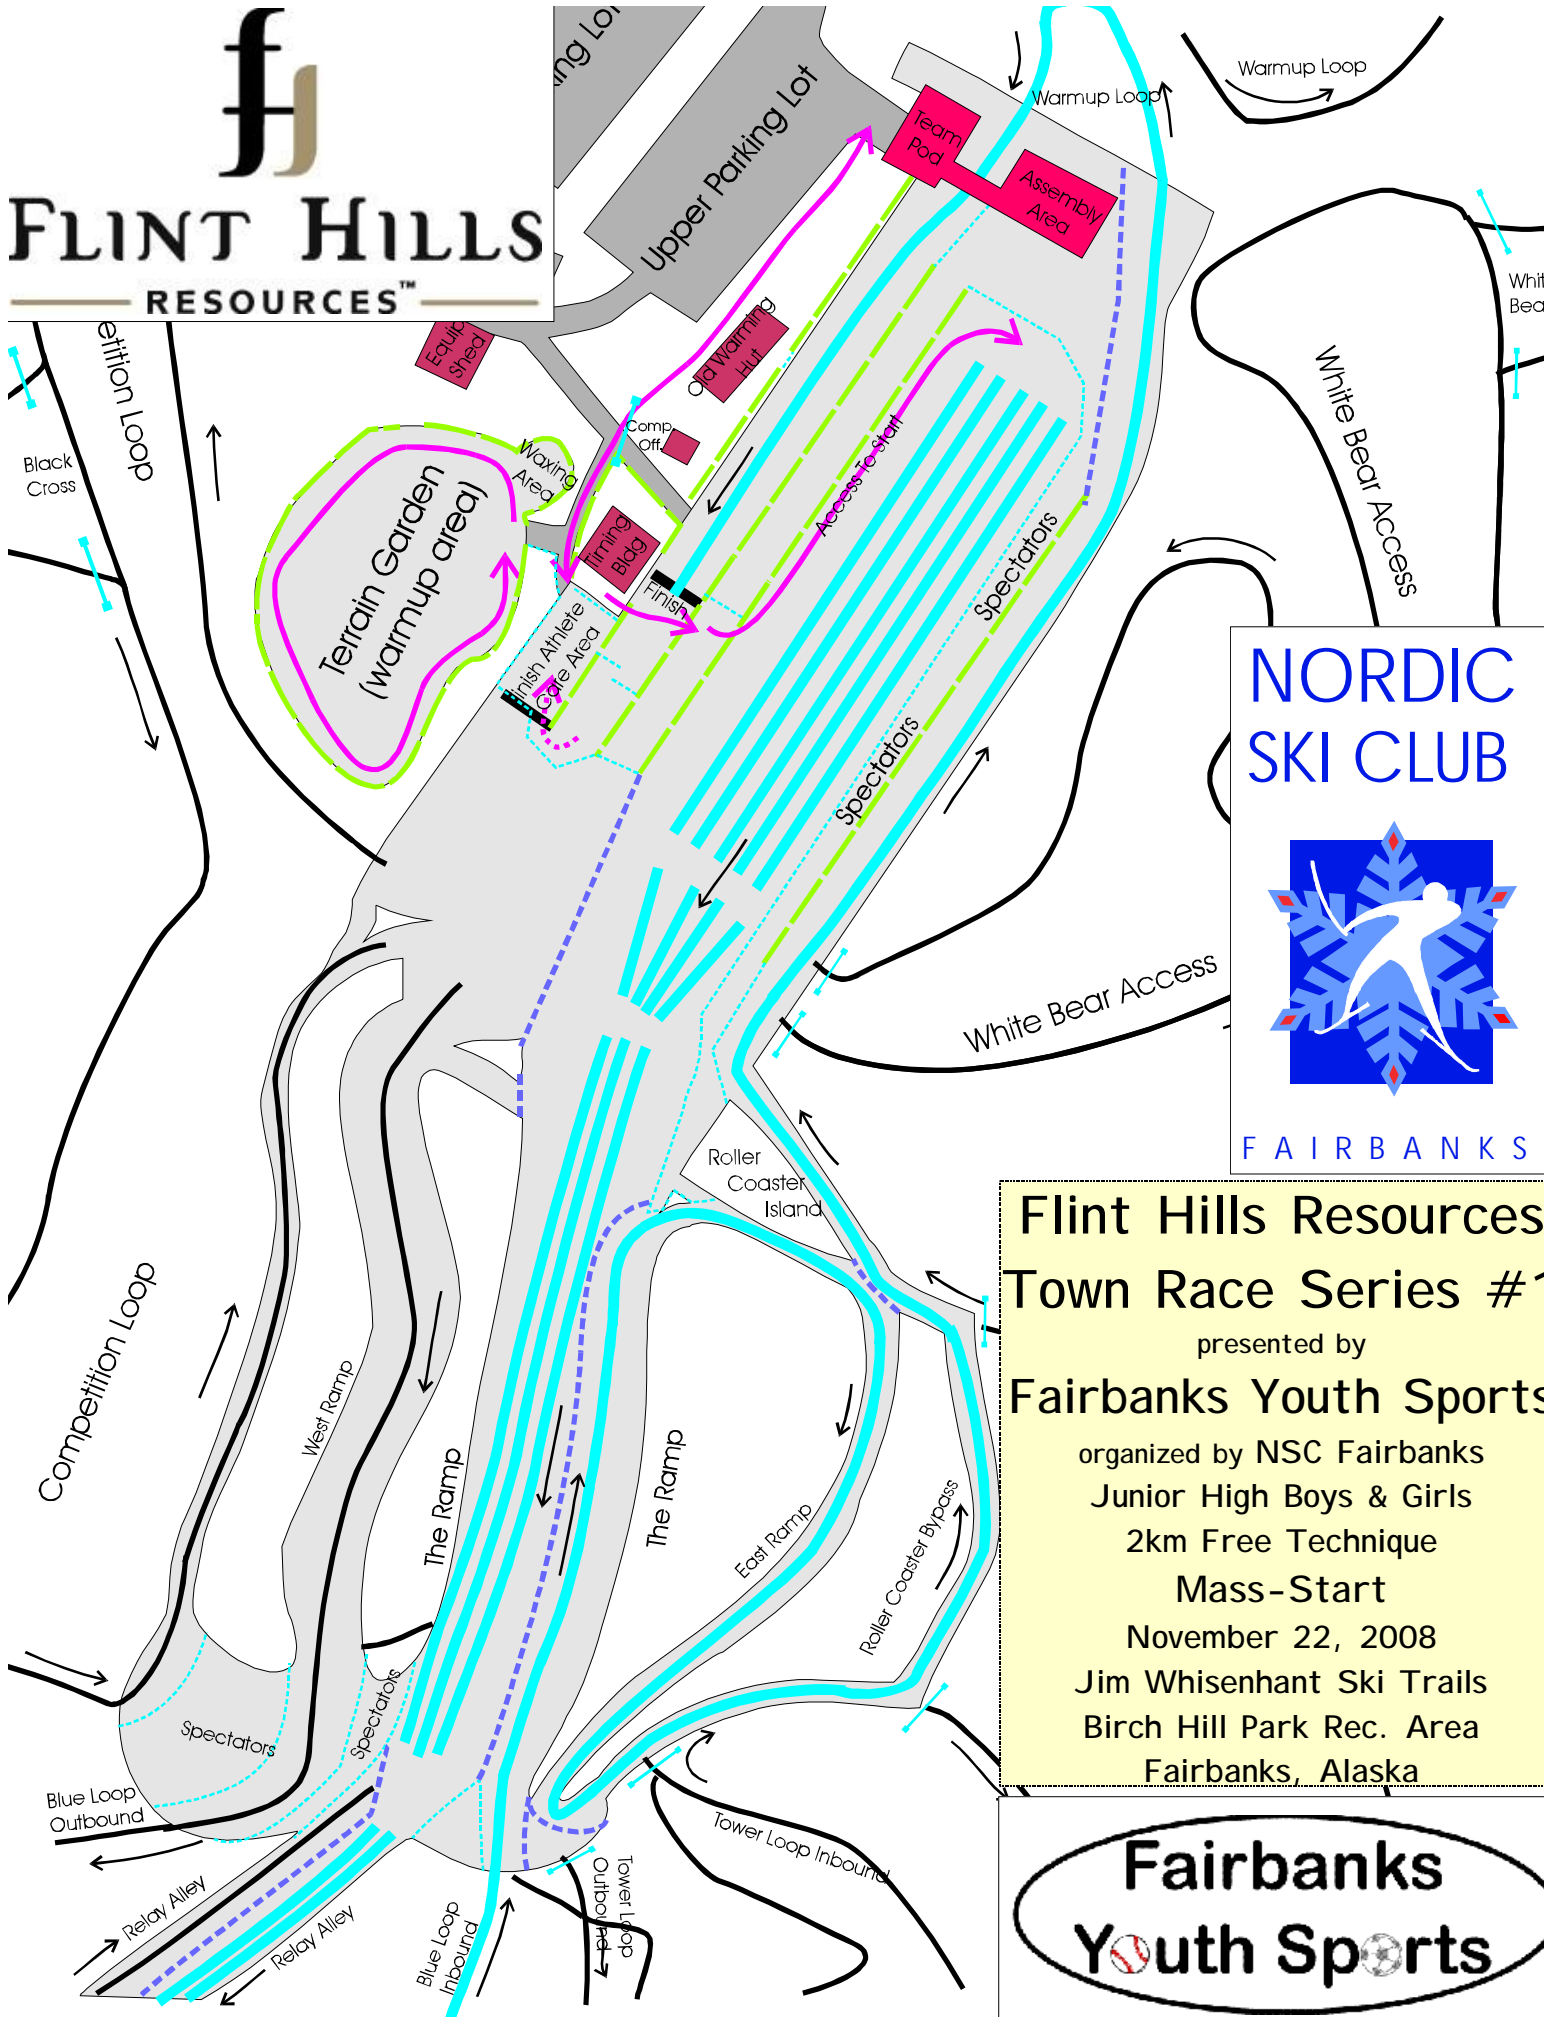 FLINT HILLS
RESOURCES™
ing Lot
Upper Parking Lot
Team
Pod
Assembly
Area
Warmup Loop
Warmup Loop
Whit
Bea
White Bear Access
Equip
Shed
Old Warming
Hut
Comp.
Off.
etition Loop
Black
Cross
Waxing
Area
Terrain Garden
(warmup area)
Timing
Bldg
Finish
Finish Athlete
Care Area
Access To Start
Spectators
Spectators
White Bear Access
NORDIC
SKI CLUB
FAIRBANKS
Roller
Coaster
Island
Competition Loop
West Ramp
The Ramp
The Ramp
East Ramp
Roller Coaster Bypass
Spectators
Spectators
Blue Loop
Outbound
Relay Alley
Relay Alley
Blue Loop
Inbound
Tower Loop
Outbound
Tower Loop Inbound
Flint Hills Resources
Town Race Series #1
presented by
Fairbanks Youth Sports
organized by NSC Fairbanks
Junior High Boys & Girls
2km Free Technique
Mass-Start
November 22, 2008
Jim Whisenhant Ski Trails
Birch Hill Park Rec. Area
Fairbanks, Alaska
Fairbanks
Youth Sports